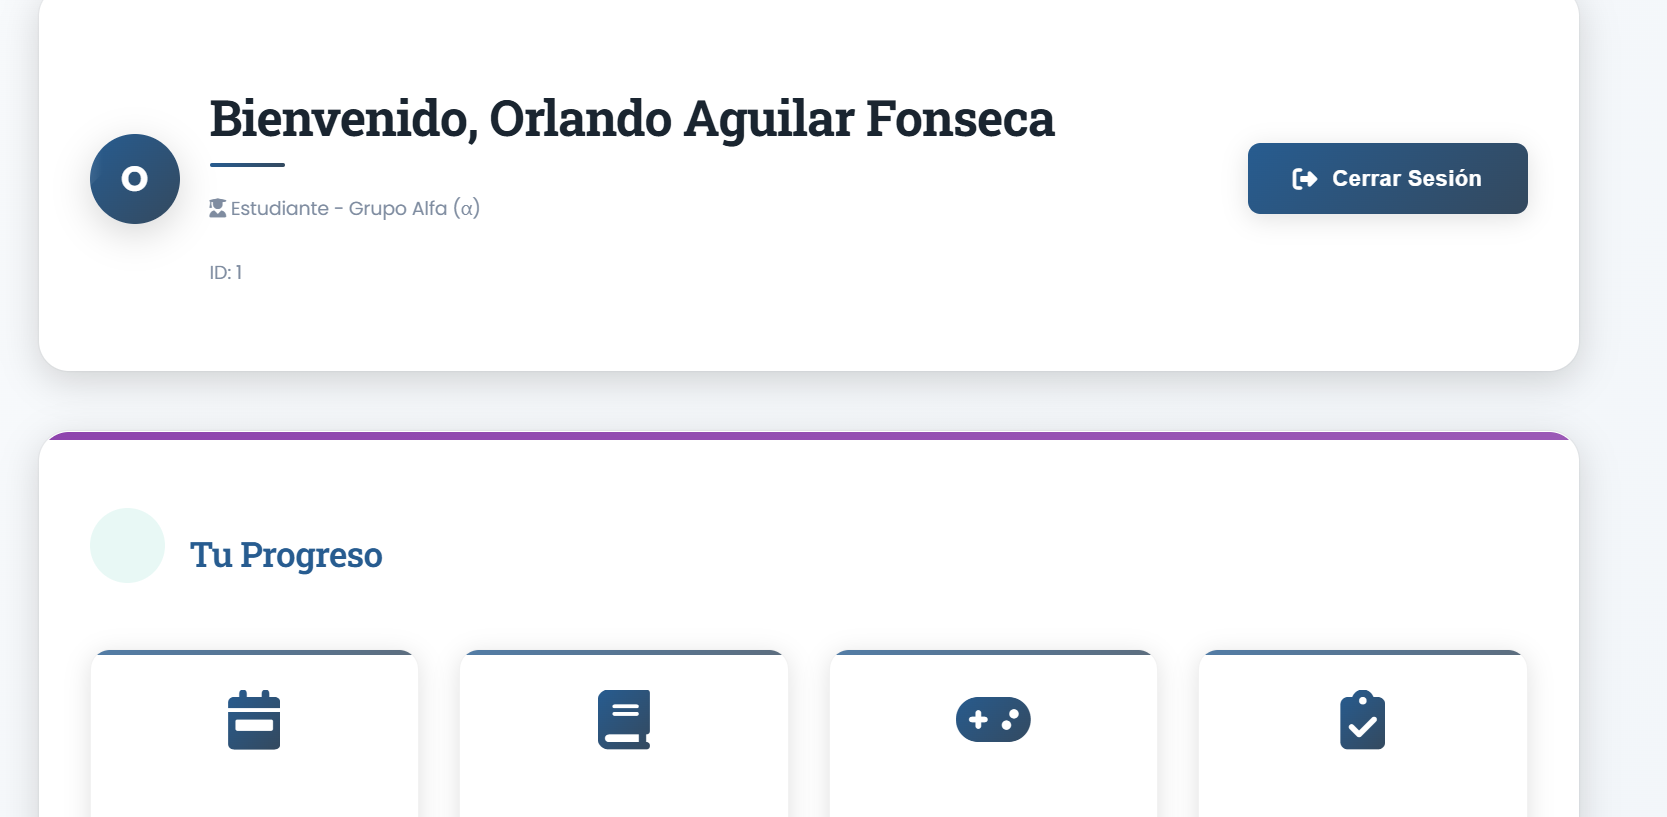 Bienvenido, Orlando Aguilar Fonseca
O
Cerrar Sesión
Estudiante - Grupo Alfa (α)
ID: 1
Tu Progreso